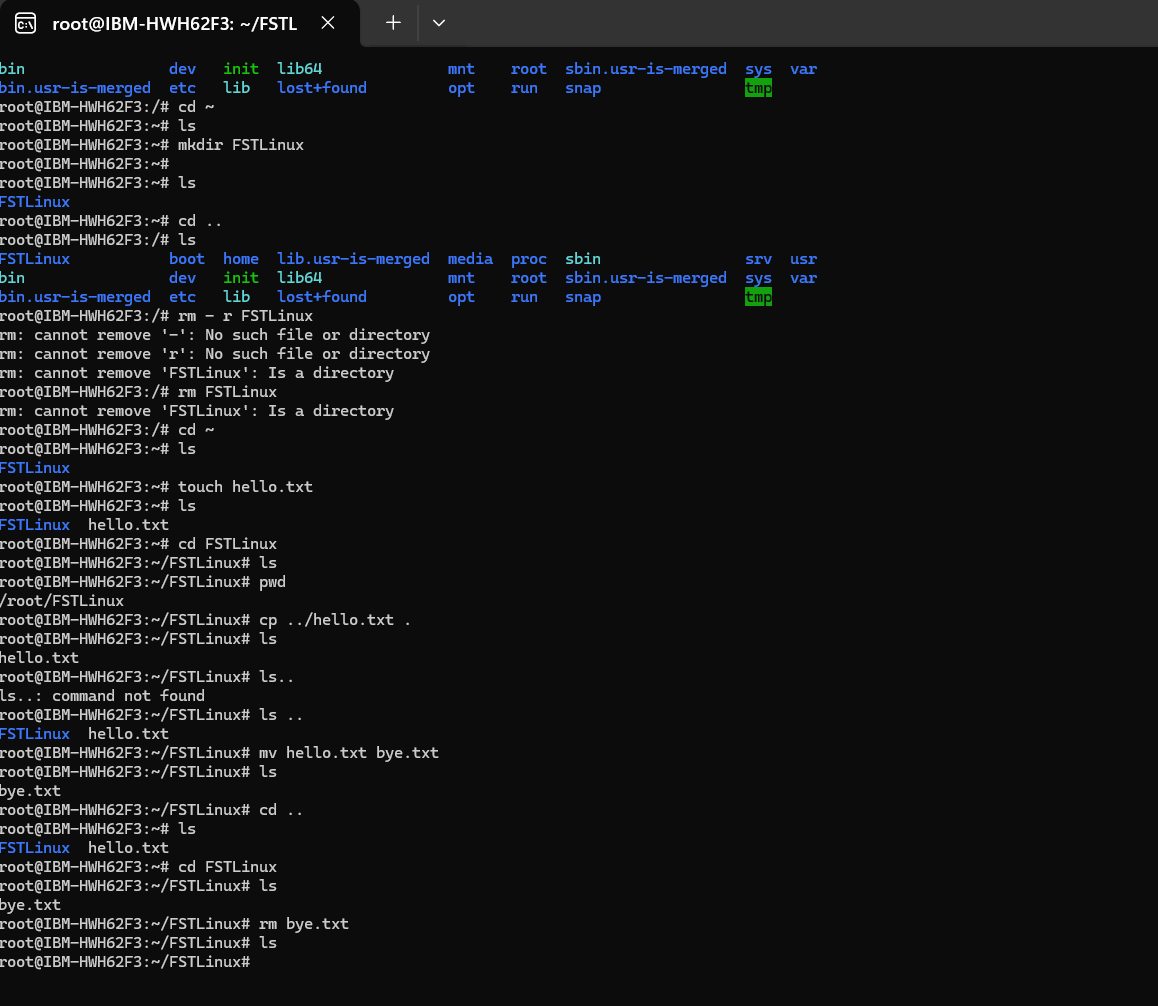 root@IBM-HWH62F3: ~/FSTL
bin                dev   init  lib64              mnt    root  sbin.usr-is-merged  sys  var
bin.usr-is-merged  etc   lib   lost+found         opt    run   snap                tmp
root@IBM-HWH62F3:/# cd ~
root@IBM-HWH62F3:~# ls
root@IBM-HWH62F3:~# mkdir FSTLinux
root@IBM-HWH62F3:~#
root@IBM-HWH62F3:~# ls
FSTLinux
root@IBM-HWH62F3:~# cd ..
root@IBM-HWH62F3:/# ls
FSTLinux           boot  home  lib.usr-is-merged  media  proc  sbin                srv  usr
bin                dev   init  lib64              mnt    root  sbin.usr-is-merged  sys  var
bin.usr-is-merged  etc   lib   lost+found         opt    run   snap                tmp
root@IBM-HWH62F3:/# rm - r FSTLinux
rm: cannot remove '-': No such file or directory
rm: cannot remove 'r': No such file or directory
rm: cannot remove 'FSTLinux': Is a directory
root@IBM-HWH62F3:/# rm FSTLinux
rm: cannot remove 'FSTLinux': Is a directory
root@IBM-HWH62F3:/# cd ~
root@IBM-HWH62F3:~# ls
FSTLinux
root@IBM-HWH62F3:~# touch hello.txt
root@IBM-HWH62F3:~# ls
FSTLinux  hello.txt
root@IBM-HWH62F3:~# cd FSTLinux
root@IBM-HWH62F3:~/FSTLinux# ls
root@IBM-HWH62F3:~/FSTLinux# pwd
/root/FSTLinux
root@IBM-HWH62F3:~/FSTLinux# cp ../hello.txt .
root@IBM-HWH62F3:~/FSTLinux# ls
hello.txt
root@IBM-HWH62F3:~/FSTLinux# ls..
ls..: command not found
root@IBM-HWH62F3:~/FSTLinux# ls ..
FSTLinux  hello.txt
root@IBM-HWH62F3:~/FSTLinux# mv hello.txt bye.txt
root@IBM-HWH62F3:~/FSTLinux# ls
bye.txt
root@IBM-HWH62F3:~/FSTLinux# cd ..
root@IBM-HWH62F3:~# ls
FSTLinux  hello.txt
root@IBM-HWH62F3:~# cd FSTLinux
root@IBM-HWH62F3:~/FSTLinux# ls
bye.txt
root@IBM-HWH62F3:~/FSTLinux# rm bye.txt
root@IBM-HWH62F3:~/FSTLinux# ls
root@IBM-HWH62F3:~/FSTLinux#